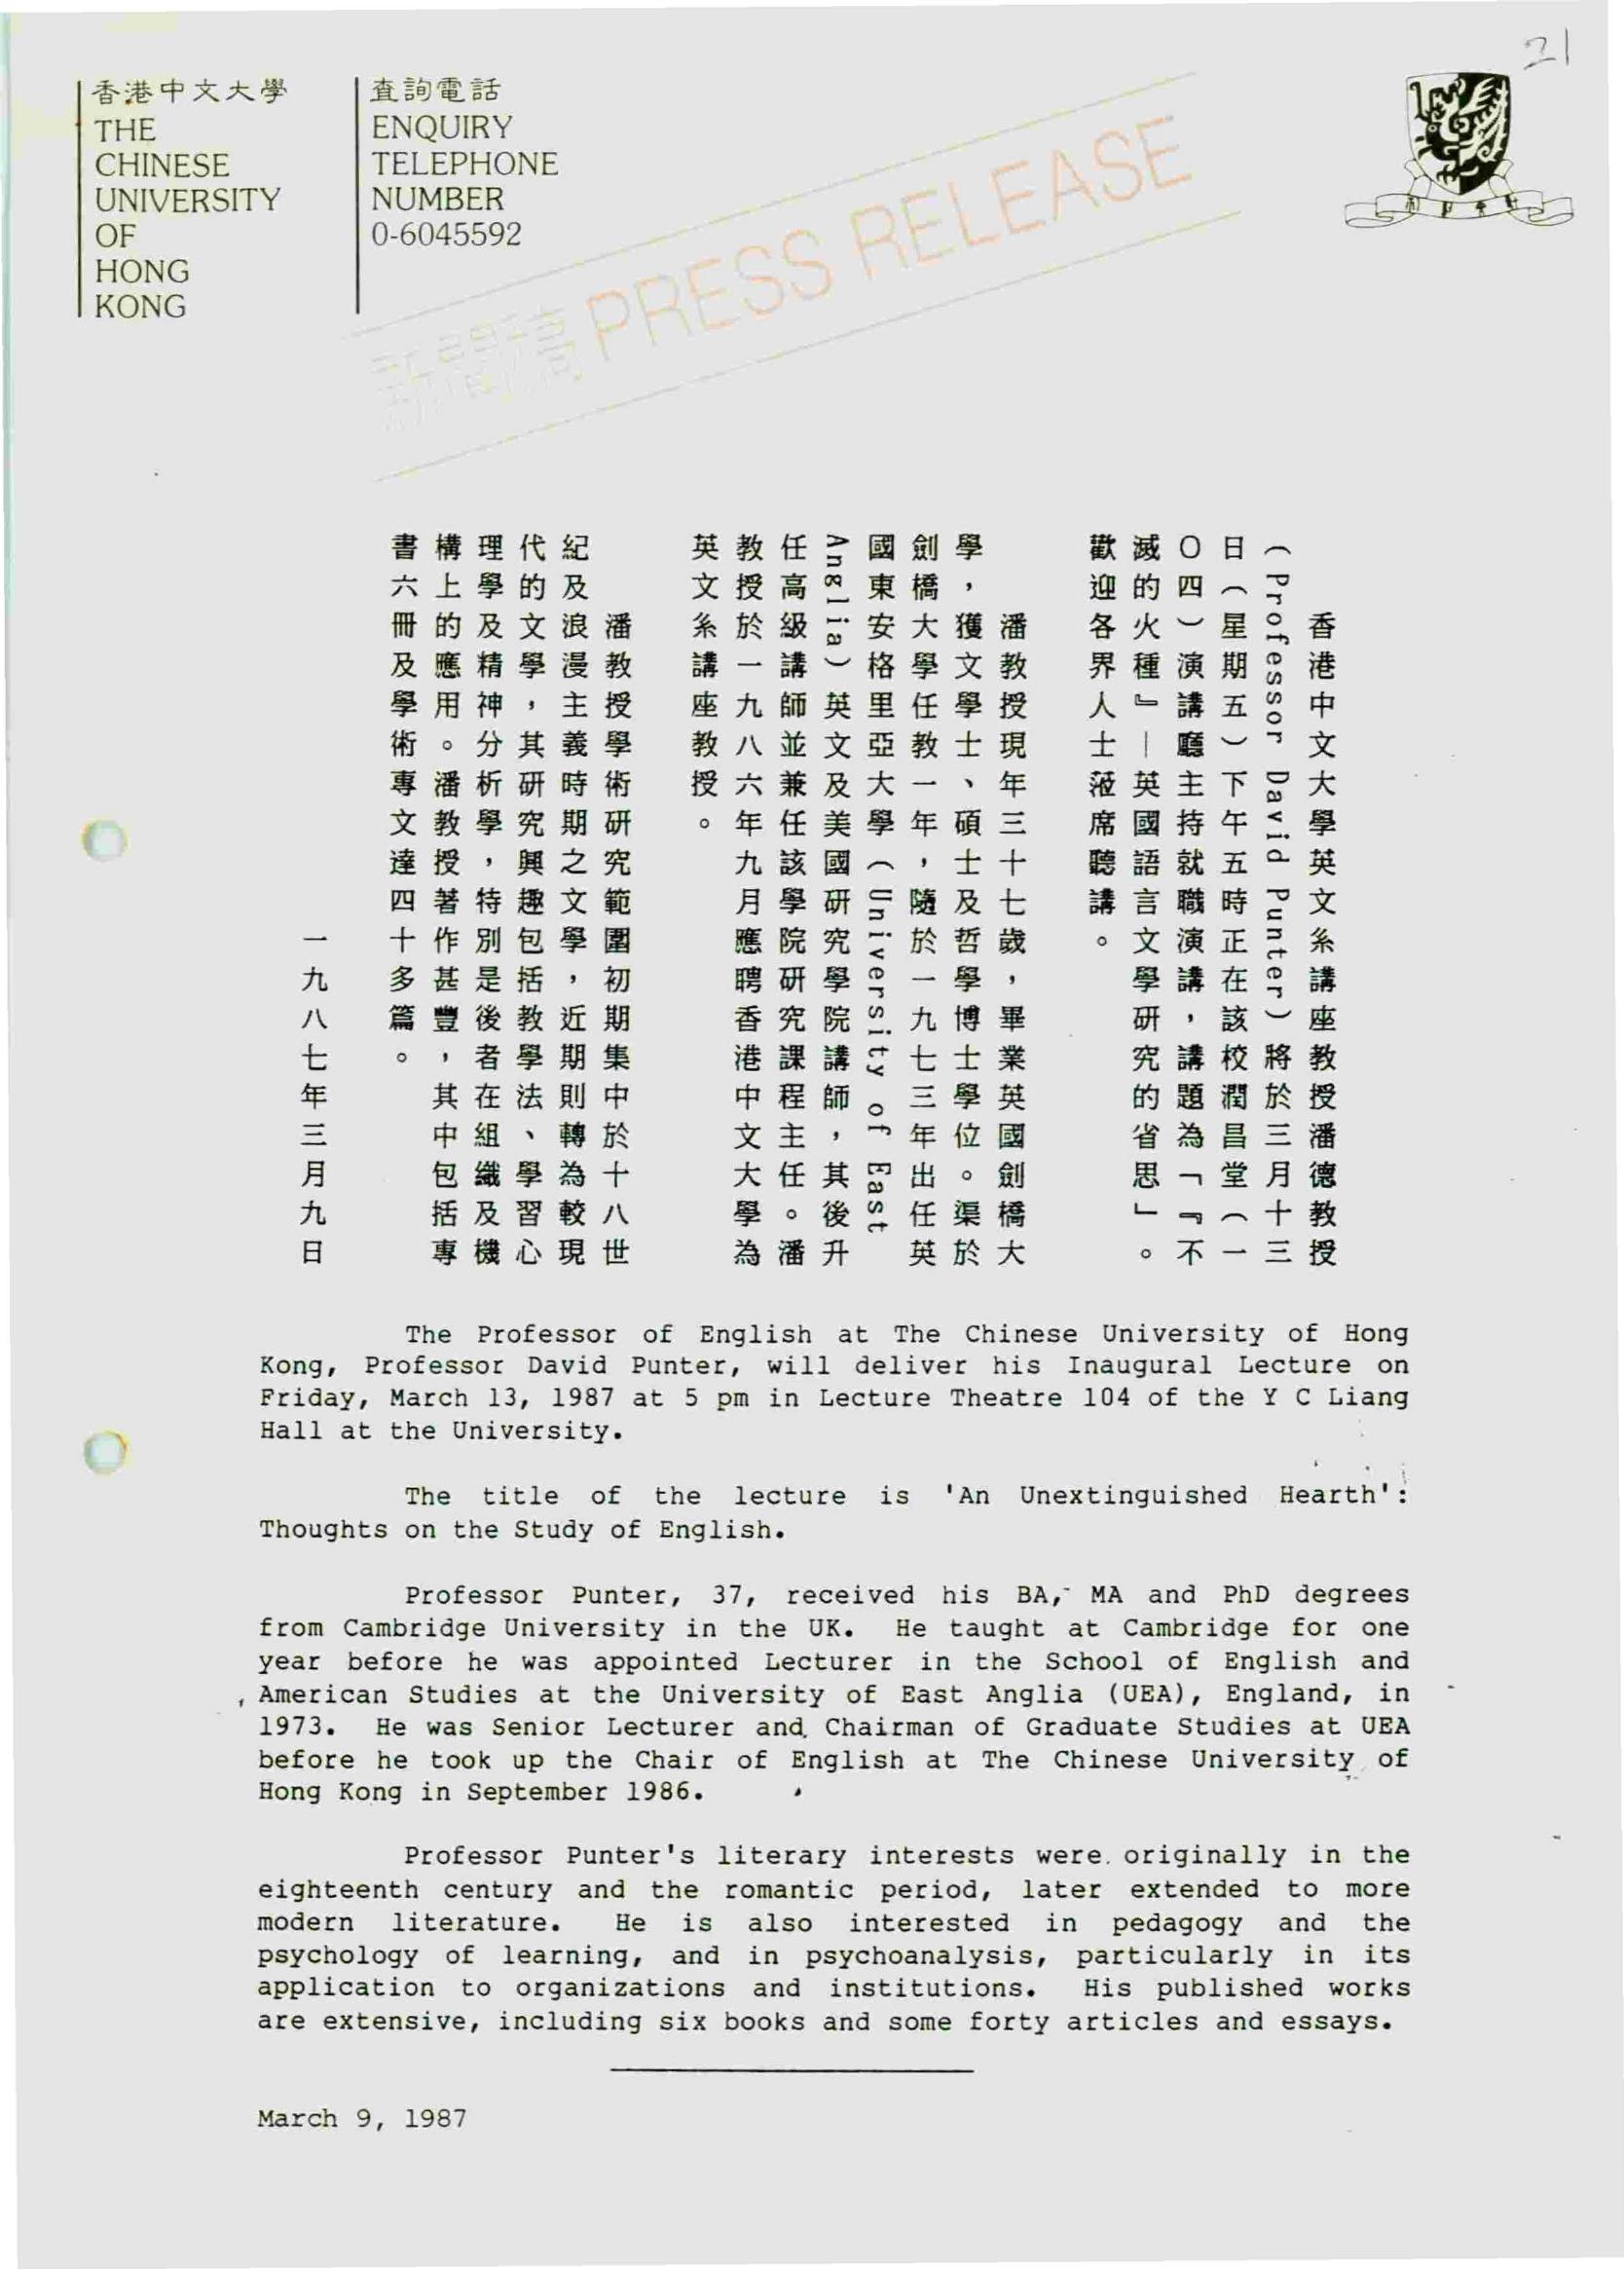 21
香港中文大學
THE
CHINESE
UNIVERSITY
OF
HONG
KONG
查詢電話
ENQUIRY
TELEPHONE
NUMBER
0-6045592
新聞稿 PRESS RELEASE
香港中文大學英文系講座教授潘德教授
（Professor David Punter）將於三月十三
日（星期五）下午五時正在該校潤昌堂（一
〇四）演講廳主持就職演講，講題為「『不
滅的火種』—英國語言文學研究的省思」。
歡迎各界人士蒞席聽講。
潘教授現年三十七歲，畢業英國劍橋大
學，獲文學士、碩士及哲學博士學位。渠於
劍橋大學任教一年，隨於一九七三年出任英
國東安格里亞大學（University of East
Anglia）英文及美國研究學院講師，其後升
任高級講師並兼任該學院研究課程主任。潘
教授於一九八六年九月應聘香港中文大學為
英文系講座教授。
潘教授學術研究範圍初期集中於十八世
紀及浪漫主義時期之文學，近期則轉為較現
代的文學，其研究興趣包括教學法、學習心
理學及精神分析學，特別是後者在組織及機
構上的應用。潘教授著作甚豐，其中包括專
書六冊及學術專文達四十多篇。
一九八七年三月九日
The Professor of English at The Chinese University of Hong
Kong, Professor David Punter, will deliver his Inaugural Lecture on
Friday, March 13, 1987 at 5 pm in Lecture Theatre 104 of the Y C Liang
Hall at the University.
The title of the lecture is 'An Unextinguished Hearth':
Thoughts on the Study of English.
Professor Punter, 37, received his BA, MA and PhD degrees
from Cambridge University in the UK. He taught at Cambridge for one
year before he was appointed Lecturer in the School of English and
American Studies at the University of East Anglia (UEA), England, in
1973. He was Senior Lecturer and Chairman of Graduate Studies at UEA
before he took up the Chair of English at The Chinese University of
Hong Kong in September 1986.
Professor Punter's literary interests were originally in the
eighteenth century and the romantic period, later extended to more
modern literature. He is also interested in pedagogy and the
psychology of learning, and in psychoanalysis, particularly in its
application to organizations and institutions. His published works
are extensive, including six books and some forty articles and essays.
March 9, 1987